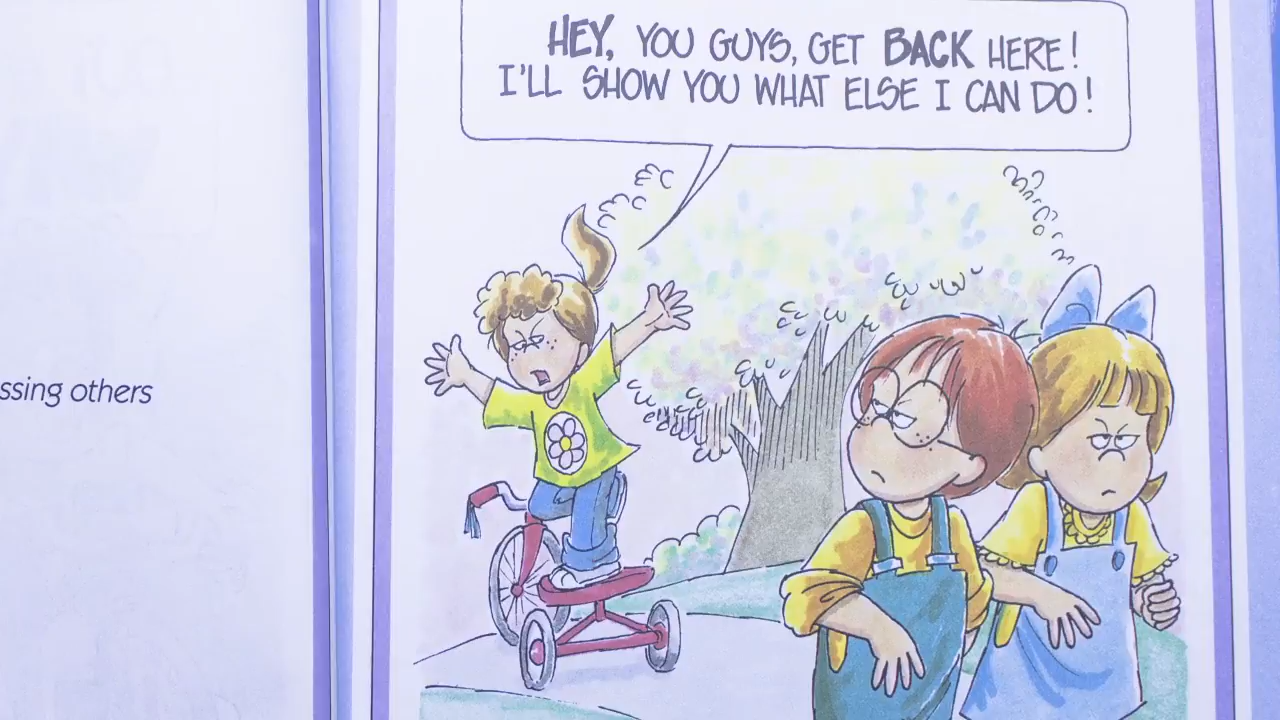 ssing others
HEY, YOU GUYS, GET BACK HERE!
I'LL SHOW YOU WHAT ELSE I CAN DO!